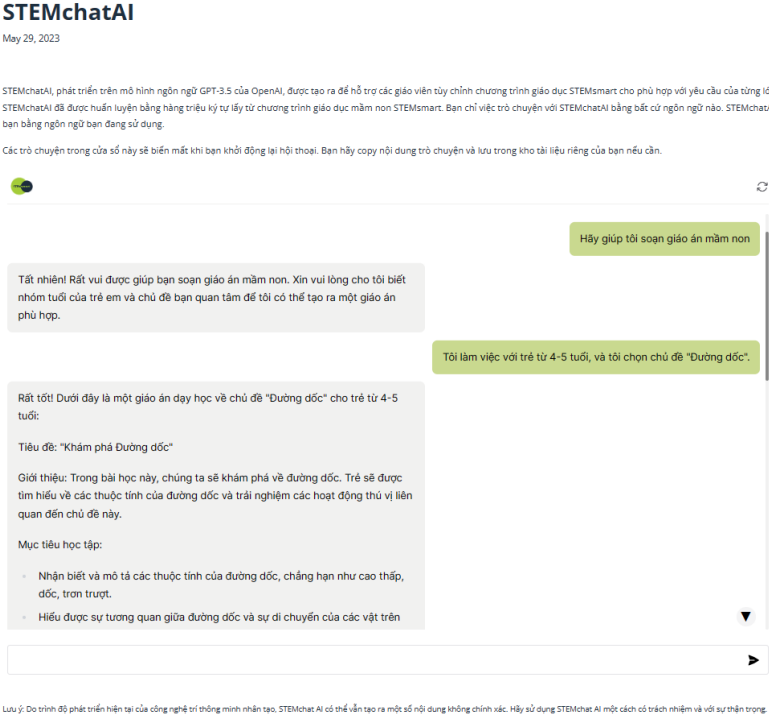 STEMchatAI
May 29, 2023
STEMchatAI, phát triển trên mô hình ngôn ngữ GPT-3.5 của OpenAI, được tạo ra để hỗ trợ các giáo viên tùy chỉnh chương trình giáo dục STEMsmart cho phù hợp với yêu cầu của từng
STEMchatAI đã được huấn luyện bằng hàng triệu ký tự lấy từ chương trình giáo dục mầm non STEMsmart. Bạn chỉ việc trò chuyện với STEMchatAI bằng bất cứ ngôn ngữ nào.
bạn bằng ngôn ngữ bạn đang sử dụng.
Các trò chuyện trong cửa sổ này sẽ biến mất khi bạn khởi động lại hội thoại. Bạn hãy copy nội dung trò chuyện và lưu trong kho tài liệu riêng của bạn nếu cần.
Hãy giúp tôi soạn giáo án mầm non
Tất nhiên! Rất vui được giúp bạn soạn giáo án mầm non. Xin vui lòng cho tôi biết
nhóm tuổi của trẻ em và chủ đề bạn quan tâm để tôi có thể tạo ra một giáo án
phù hợp.
Tôi làm việc với trẻ từ 4-5 tuổi, và tôi chọn chủ đề "Đường dốc".
Rất tốt! Dưới đây là một giáo án dạy học về chủ đề "Đường dốc" cho trẻ từ 4-5
tuổi:
Tiêu đề: "Khám phá Đường dốc"
Giới thiệu: Trong bài học này, chúng ta sẽ khám phá về đường dốc. Trẻ sẽ được
tìm hiểu về các thuộc tính của đường dốc và trải nghiệm các hoạt động thú vị liên
quan đến chủ đề này.
Mục tiêu học tập:
Nhận biết và mô tả các thuộc tính của đường dốc, chẳng hạn như cao thấp,
dốc, trơn trượt.
Hiểu được sự tương quan giữa đường dốc và sự di chuyển của các vật trên
Lưu ý: Do trình độ phát triển hiện tại của công nghệ trí thông minh nhân tạo, STEMchat AI có thể vẫn tạo ra một số nội dung không chính xác. Hãy sử dụng STEMchat AI một cách có trách nhiệm và với sự thận trọng.